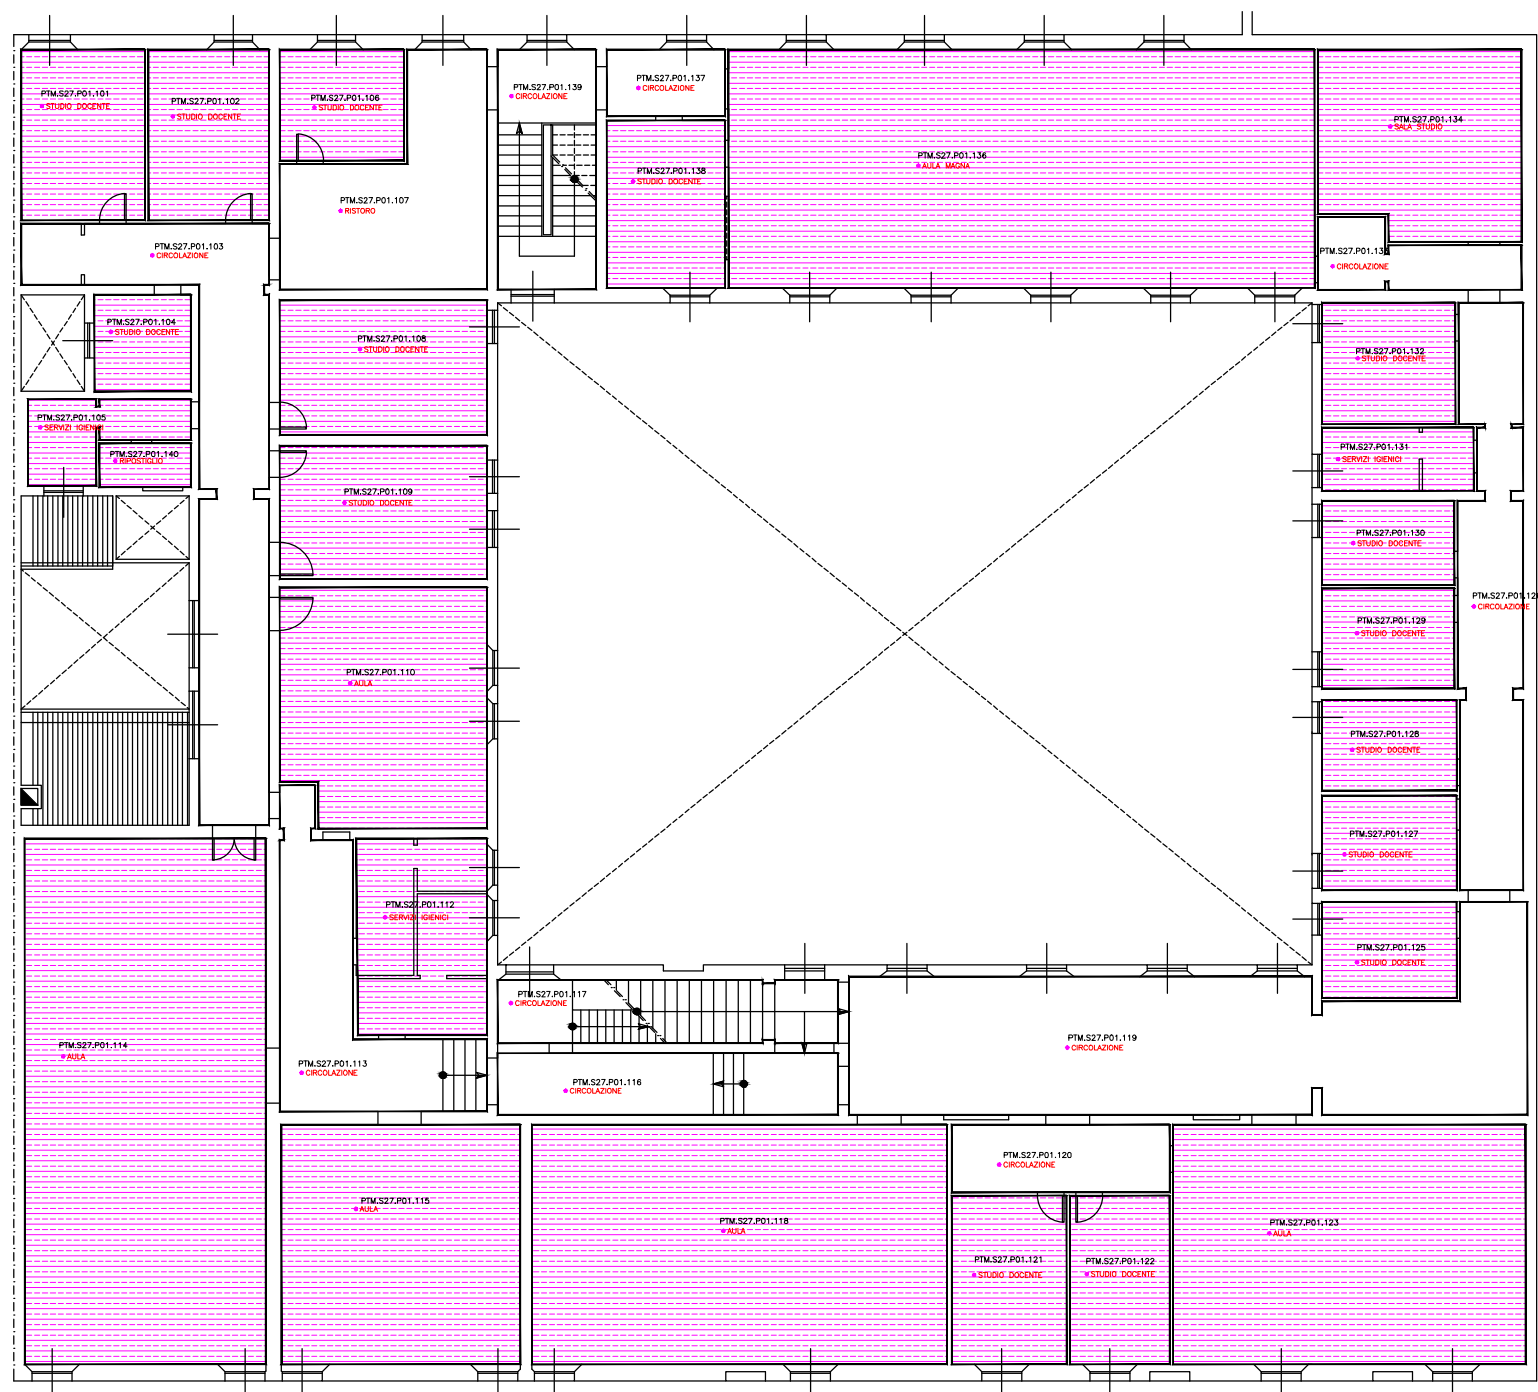 PTM.S27.P01.101
STUDIO DOCENTE
PTM.S27.P01.102
STUDIO DOCENTE
PTM.S27.P01.106
STUDIO DOCENTE
PTM.S27.P01.139
CIRCOLAZIONE
PTM.S27.P01.137
CIRCOLAZIONE
PTM.S27.P01.134
SALA STUDIO
PTM.S27.P01.136
AULA MAGNA
PTM.S27.P01.138
STUDIO DOCENTE
PTM.S27.P01.107
RISTORO
PTM.S27.P01.103
CIRCOLAZIONE
CIRCOLAZIONE
PTM.S27.P01.104
STUDIO DOCENTE
PTM.S27.P01.108
STUDIO DOCENTE
PTM.S27.P01.132
STUDIO DOCENTE
PTM.S27.P01.105
SERVIZI IGIENICI
PTM.S27.P01.140
RIPOSTIGLIO
PTM.S27.P01.131
SERVIZI IGIENICI
PTM.S27.P01.109
STUDIO DOCENTE
PTM.S27.P01.130
STUDIO DOCENTE
CIRCOLAZIONE
PTM.S27.P01.129
STUDIO DOCENTE
PTM.S27.P01.110
AULA
PTM.S27.P01.128
STUDIO DOCENTE
PTM.S27.P01.127
STUDIO DOCENTE
PTM.S27.P01.112
SERVIZI IGIENICI
PTM.S27.P01.125
STUDIO DOCENTE
PTM.S27.P01.117
CIRCOLAZIONE
PTM.S27.P01.119
CIRCOLAZIONE
PTM.S27.P01.114
AULA
PTM.S27.P01.113
CIRCOLAZIONE
PTM.S27.P01.116
CIRCOLAZIONE
PTM.S27.P01.120
CIRCOLAZIONE
PTM.S27.P01.115
AULA
PTM.S27.P01.118
AULA
PTM.S27.P01.123
AULA
PTM.S27.P01.121
STUDIO DOCENTE
PTM.S27.P01.122
STUDIO DOCENTE